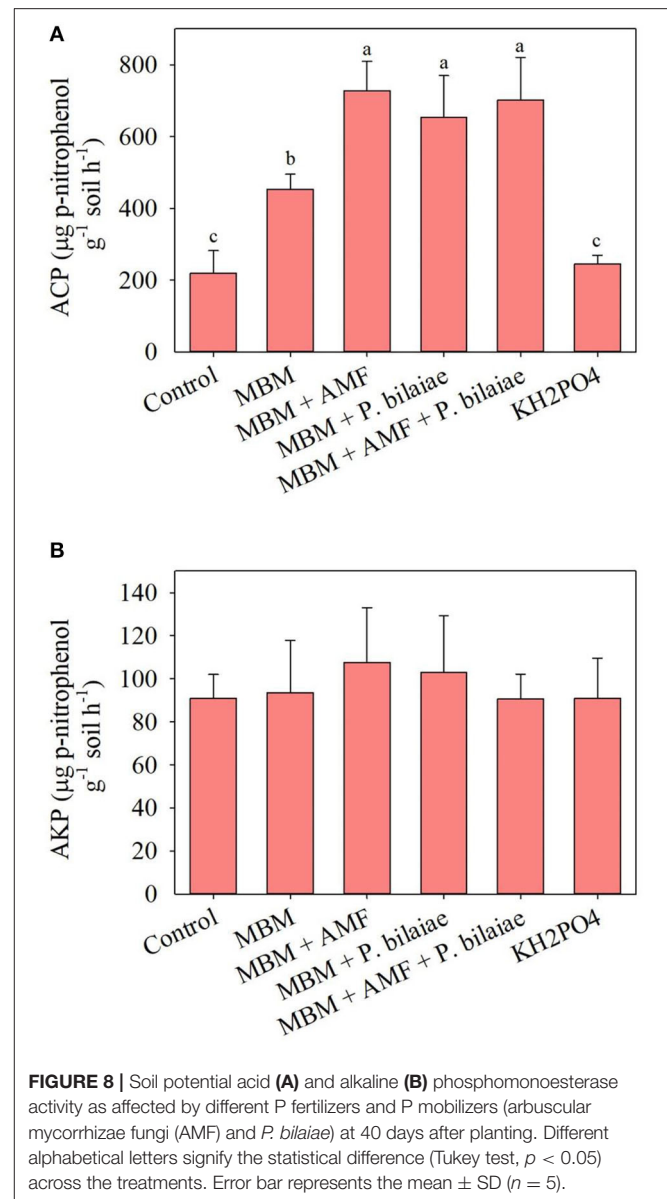 A
ACP (µg p-nitrophenol
g⁻¹ soil h⁻¹)
800
600
400
200
0
c
b
a
a
a
c
Control
MBM
MBM + AMF
MBM + P. bilaiae
MBM + AMF + P. bilaiae
KH2PO4
B
AKP (µg p-nitrophenol
g⁻¹ soil h⁻¹)
140
120
100
80
60
40
20
0
Control
MBM
MBM + AMF
MBM + P. bilaiae
MBM + AMF + P. bilaiae
KH2PO4
FIGURE 8 | Soil potential acid (A) and alkaline (B) phosphomonoesterase
activity as affected by different P fertilizers and P mobilizers (arbuscular
mycorrhizae fungi (AMF) and P. bilaiae) at 40 days after planting. Different
alphabetical letters signify the statistical difference (Tukey test, p < 0.05)
across the treatments. Error bar represents the mean ± SD (n = 5).